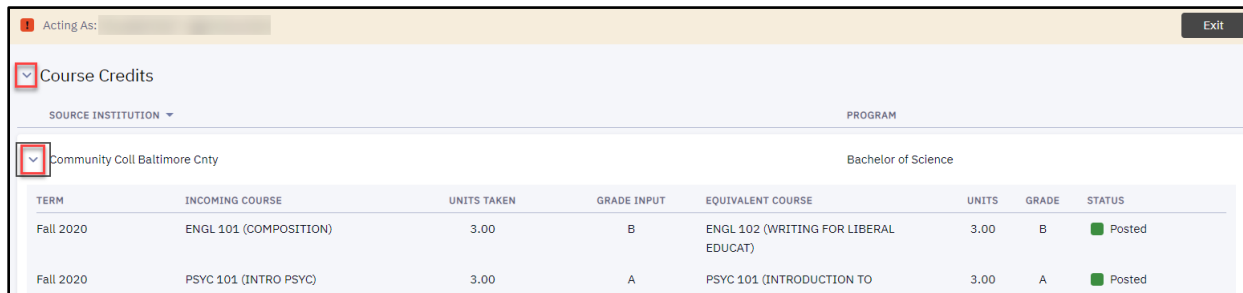 Acting As:
Exit
Course Credits
SOURCE INSTITUTION PROGRAM
Community Coll Baltimore Cnty Bachelor of Science
TERM INCOMING COURSE UNITS TAKEN GRADE INPUT EQUIVALENT COURSE UNITS GRADE STATUS
Fall 2020 ENGL 101 (COMPOSITION) 3.00 B ENGL 102 (WRITING FOR LIBERAL 3.00 B Posted
EDUCAT)
Fall 2020 PSYC 101 (INTRO PSYC) 3.00 A PSYC 101 (INTRODUCTION TO 3.00 A Posted